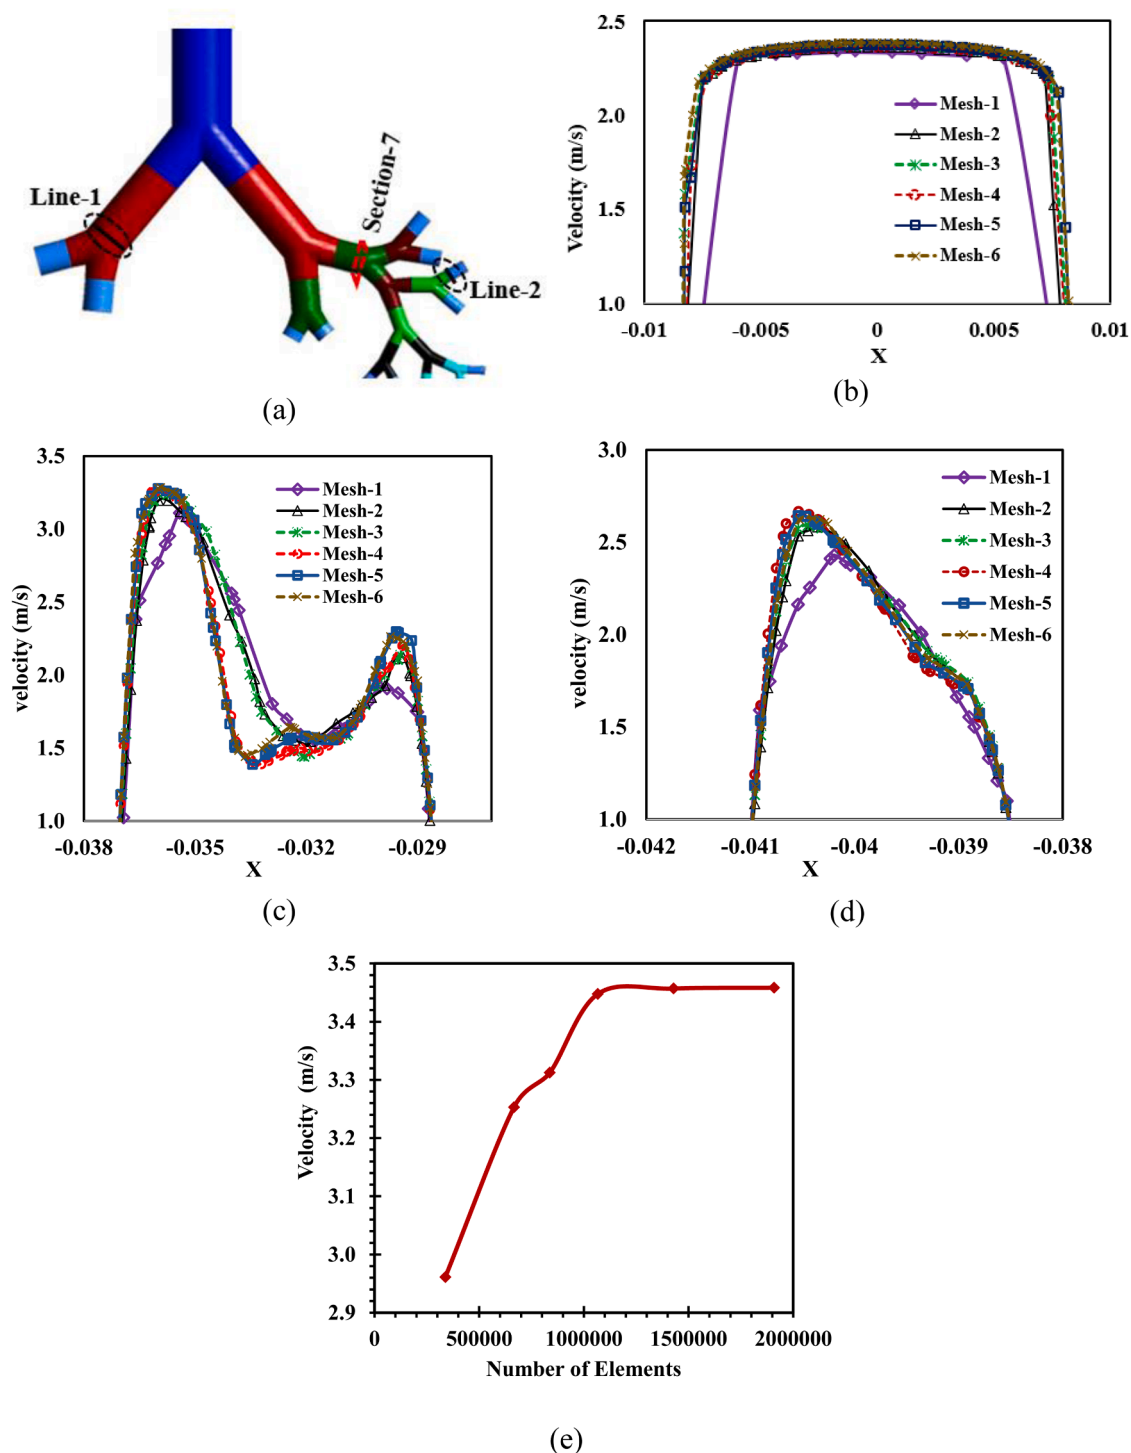 Line-1
Section-7
Line-2
(a)
2.5
2.0
1.5
1.0
Velocity (m/s)
Mesh-1
Mesh-2
Mesh-3
Mesh-4
Mesh-5
Mesh-6
-0.01 -0.005 0 0.005 0.01
X
(b)
3.5
3.0
2.5
2.0
1.5
1.0
velocity (m/s)
Mesh-1
Mesh-2
Mesh-3
Mesh-4
Mesh-5
Mesh-6
-0.038 -0.035 -0.032 -0.029
X
(c)
3.0
2.5
2.0
1.5
1.0
velocity (m/s)
Mesh-1
Mesh-2
Mesh-3
Mesh-4
Mesh-5
Mesh-6
-0.042 -0.041 -0.04 -0.039 -0.038
X
(d)
3.5
3.4
3.3
3.2
3.1
3.0
2.9
Velocity (m/s)
0 500000 1000000 1500000 2000000
Number of Elements
(e)